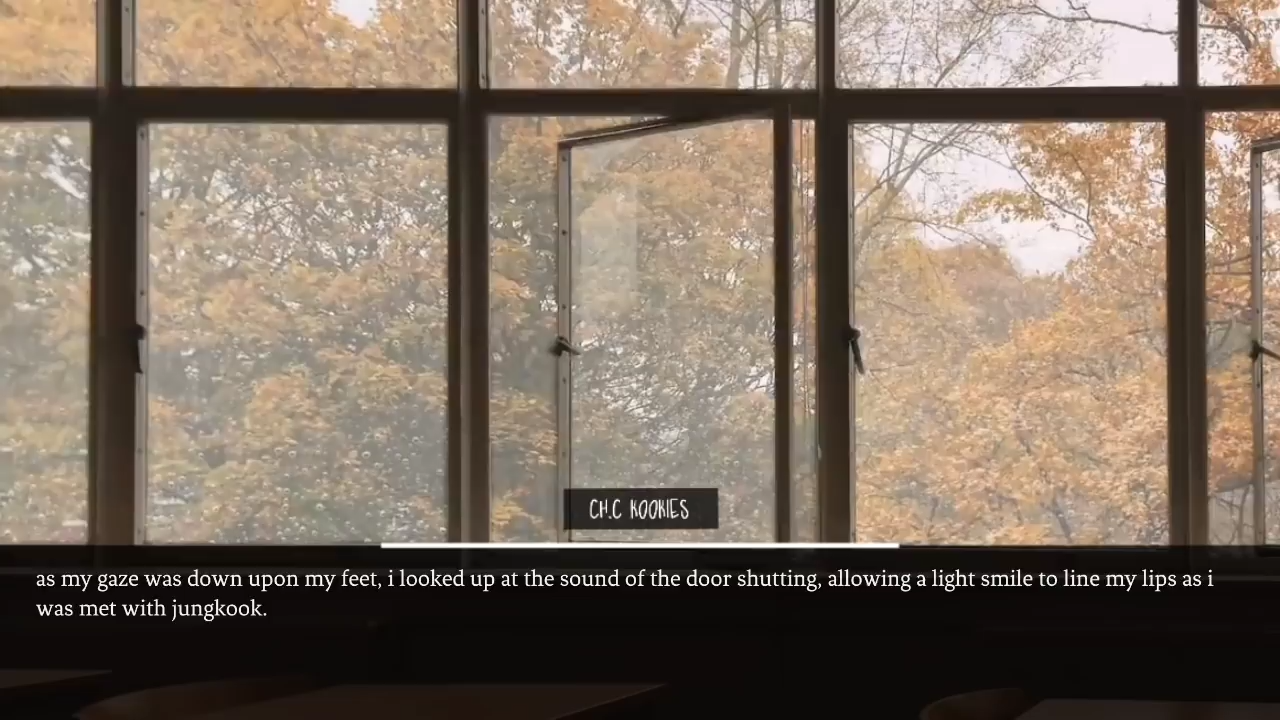 CH.C KOOKIES
as my gaze was down upon my feet, i looked up at the sound of the door shutting, allowing a light smile to line my lips as i
was met with jungkook.